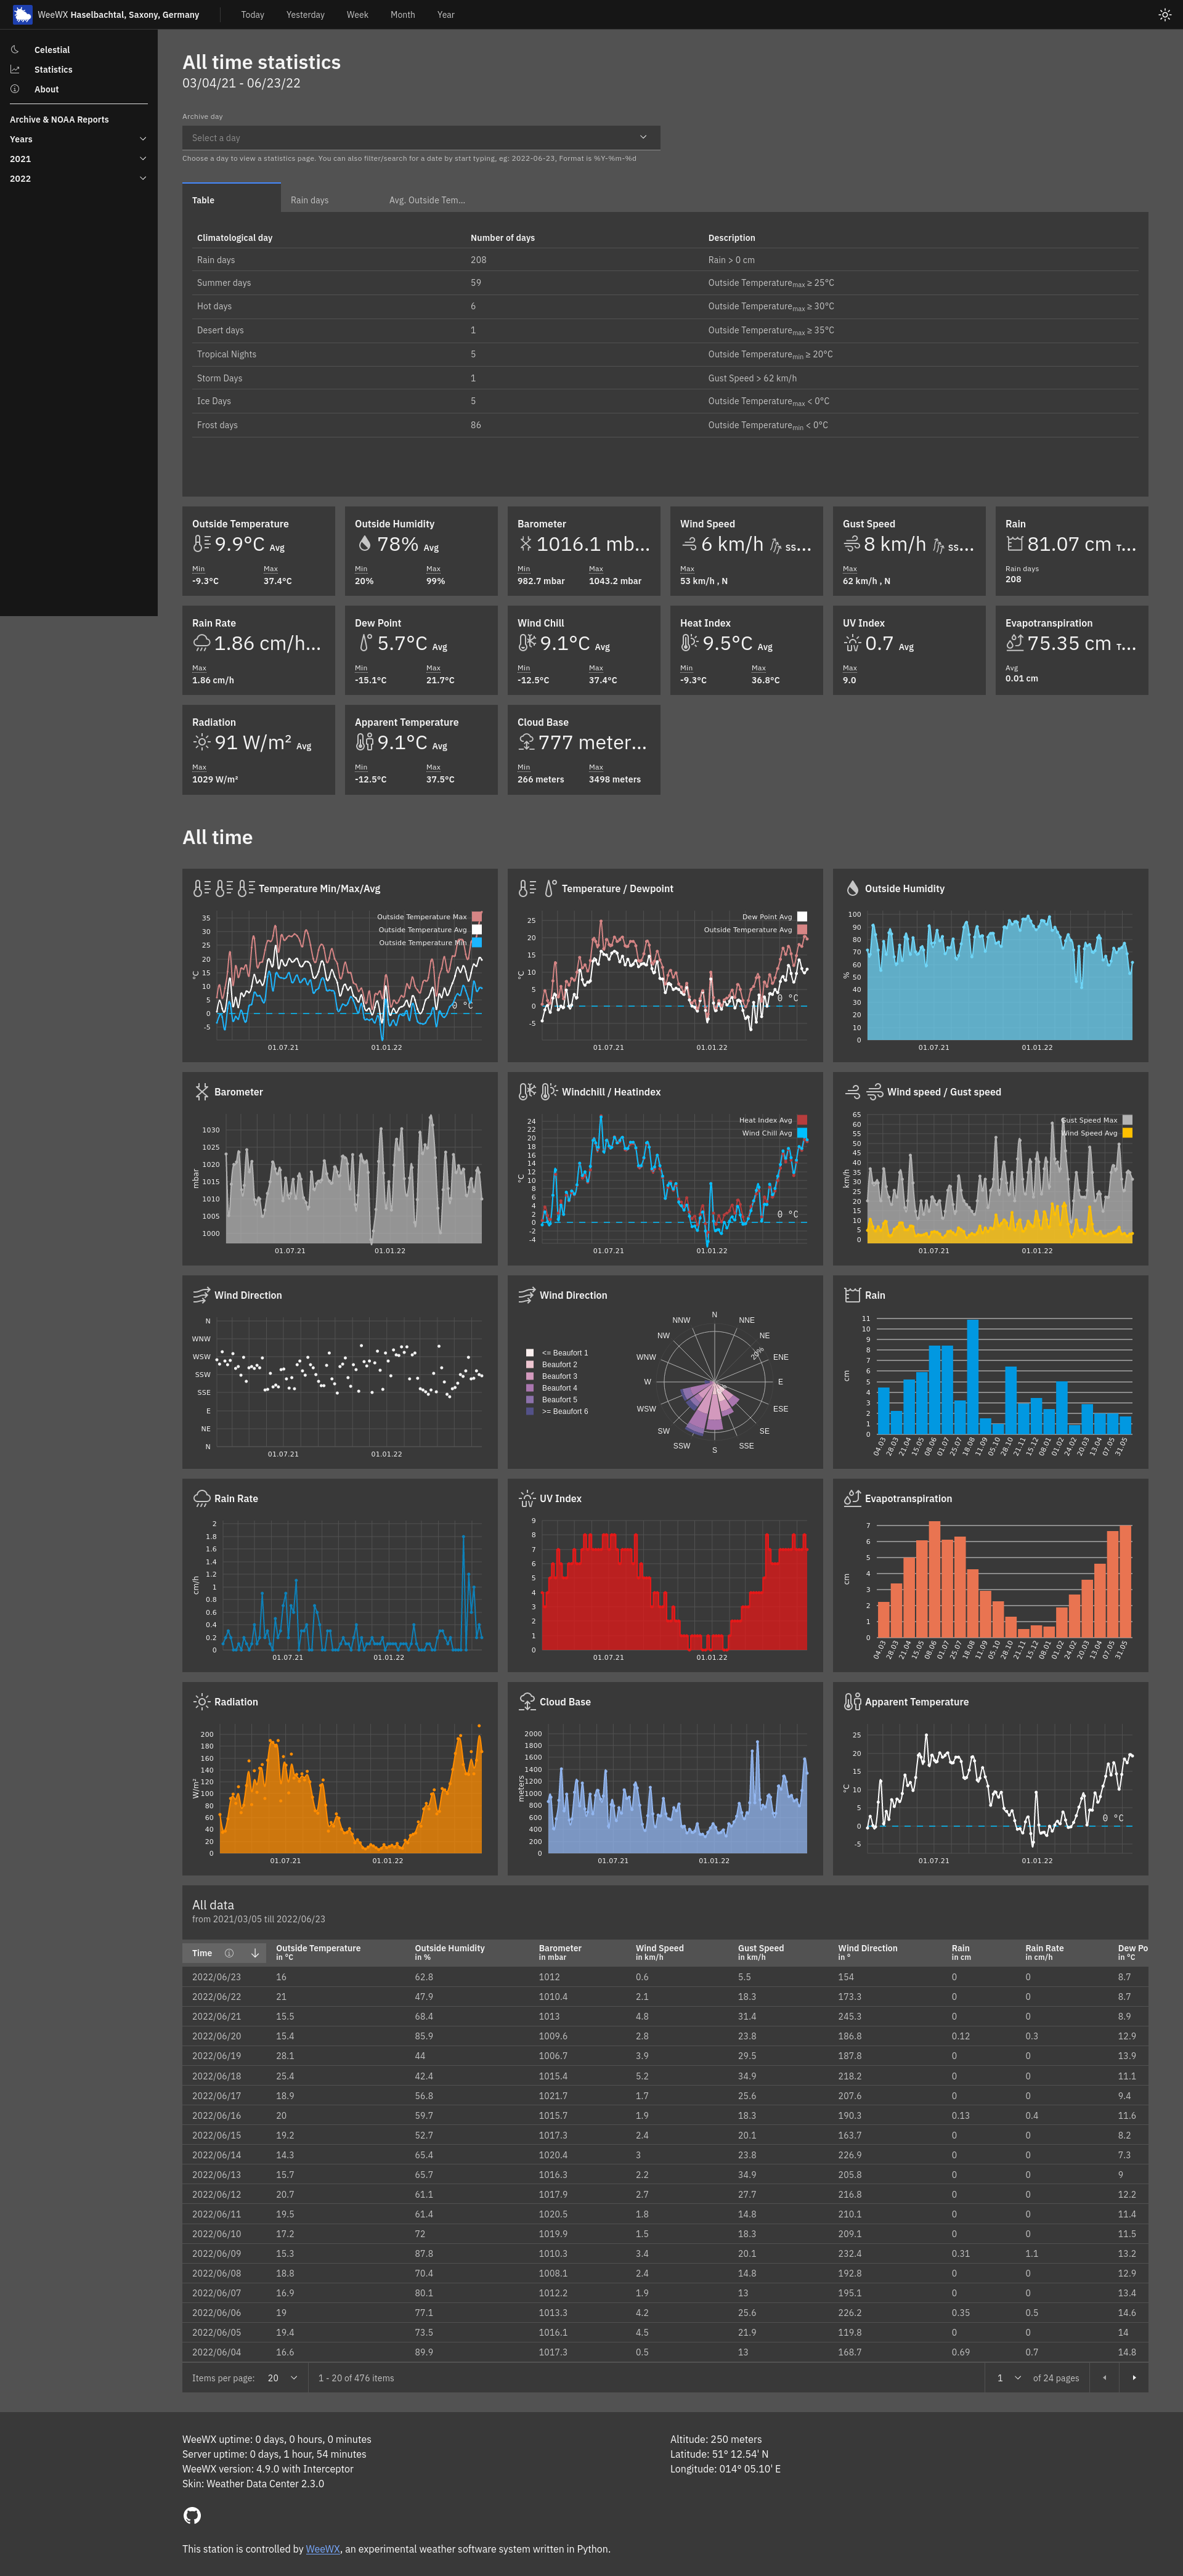 WeeWX Haselbachtal, Saxony, Germany
Today
Yesterday
Week
Month
Year
Celestial
Statistics
About
Archive & NOAA Reports
Years
2021
2022
All time statistics
03/04/21 - 06/23/22
Archive day
Select a day
Choose a day to view a statistics page. You can also filter/search for a date by start typing, eg: 2022-06-23, Format is %Y-%m-%d
Table
Rain days
Avg. Outside Tem...
Climatological day Number of days Description
Rain days 208 Rain > 0 cm
Summer days 59 Outside Temperaturemax ≥ 25°C
Hot days 6 Outside Temperaturemax ≥ 30°C
Desert days 1 Outside Temperaturemax ≥ 35°C
Tropical Nights 5 Outside Temperaturemin ≥ 20°C
Storm Days 1 Gust Speed > 62 km/h
Ice Days 5 Outside Temperaturemax < 0°C
Frost days 86 Outside Temperaturemin < 0°C
Outside Temperature
9.9°C Avg
Min Max
-9.3°C 37.4°C
Outside Humidity
78% Avg
Min Max
20% 99%
Barometer
1016.1 mb...
Min Max
982.7 mbar 1043.2 mbar
Wind Speed
6 km/h SS...
Max
53 km/h , N
Gust Speed
8 km/h SS...
Max
62 km/h , N
Rain
81.07 cm T...
Rain days
208
Rain Rate
1.86 cm/h...
Max
1.86 cm/h
Dew Point
5.7°C Avg
Min Max
-15.1°C 21.7°C
Wind Chill
9.1°C Avg
Min Max
-12.5°C 37.4°C
Heat Index
9.5°C Avg
Min Max
-9.3°C 36.8°C
UV Index
0.7 Avg
Max
9.0
Evapotranspiration
75.35 cm T...
Avg
0.01 cm
Radiation
91 W/m² Avg
Max
1029 W/m²
Apparent Temperature
9.1°C Avg
Min Max
-12.5°C 37.5°C
Cloud Base
777 meter...
Min Max
266 meters 3498 meters
All time
Temperature Min/Max/Avg
Outside Temperature Max
Outside Temperature Avg
Outside Temperature Min
°C
35
30
25
20
15
10
5
0
-5
0 °C
01.07.21 01.01.22
Temperature / Dewpoint
Dew Point Avg
Outside Temperature Avg
°C
25
20
15
10
5
0
-5
0 °C
01.07.21 01.01.22
Outside Humidity
%
100
90
80
70
60
50
40
30
20
10
0
01.07.21 01.01.22
Barometer
mbar
1030
1025
1020
1015
1010
1005
1000
01.07.21 01.01.22
Windchill / Heatindex
Heat Index Avg
Wind Chill Avg
°C
24
22
20
18
16
14
12
10
8
6
4
2
0
-2
-4
0 °C
01.07.21 01.01.22
Wind speed / Gust speed
Gust Speed Max
Wind Speed Avg
km/h
65
60
55
50
45
40
35
30
25
20
15
10
5
0
01.07.21 01.01.22
Wind Direction
N
WNW
WSW
SSW
SSE
E
NE
N
01.07.21 01.01.22
Wind Direction
<= Beaufort 1
Beaufort 2
Beaufort 3
Beaufort 4
Beaufort 5
>= Beaufort 6
N
NNE
NE
ENE
E
ESE
SE
SSE
S
SSW
SW
WSW
W
WNW
NW
NNW
20%
Rain
cm
11
10
9
8
7
6
5
4
3
2
1
0
04.03 28.03 21.04 15.05 08.06 01.07 25.07 18.08 11.09 05.10 28.10 21.11 15.12 08.01 01.02 24.02 20.03 13.04 07.05 31.05
Rain Rate
cm/h
2
1.8
1.6
1.4
1.2
1
0.8
0.6
0.4
0.2
0
01.07.21 01.01.22
UV Index
9
8
7
6
5
4
3
2
1
0
01.07.21 01.01.22
Evapotranspiration
cm
7
6
5
4
3
2
1
0
04.03 28.03 21.04 15.05 08.06 01.07 25.07 18.08 11.09 05.10 28.10 21.11 15.12 08.01 01.02 24.02 20.03 13.04 07.05 31.05
Radiation
W/m²
200
180
160
140
120
100
80
60
40
20
0
01.07.21 01.01.22
Cloud Base
meters
2000
1800
1600
1400
1200
1000
800
600
400
200
0
01.07.21 01.01.22
Apparent Temperature
°C
25
20
15
10
5
0
-5
0 °C
01.07.21 01.01.22
All data
from 2021/03/05 till 2022/06/23
Time Outside Temperature Outside Humidity Barometer Wind Speed Gust Speed Wind Direction Rain Rain Rate Dew Po
in °C in % in mbar in km/h in km/h in ° in cm in cm/h in °C
2022/06/23 16 62.8 1012 0.6 5.5 154 0 0 8.7
2022/06/22 21 47.9 1010.4 2.1 18.3 173.3 0 0 8.7
2022/06/21 15.5 68.4 1013 4.8 31.4 245.3 0 0 8.9
2022/06/20 15.4 85.9 1009.6 2.8 23.8 186.8 0.12 0.3 12.9
2022/06/19 28.1 44 1006.7 3.9 29.5 187.8 0 0 13.9
2022/06/18 25.4 42.4 1015.4 5.2 34.9 218.2 0 0 11.1
2022/06/17 18.9 56.8 1021.7 1.7 25.6 207.6 0 0 9.4
2022/06/16 20 59.7 1015.7 1.9 18.3 190.3 0.13 0.4 11.6
2022/06/15 19.2 52.7 1017.3 2.4 20.1 163.7 0 0 8.2
2022/06/14 14.3 65.4 1020.4 3 23.8 226.9 0 0 7.3
2022/06/13 15.7 65.7 1016.3 2.2 34.9 205.8 0 0 9
2022/06/12 20.7 61.1 1017.9 2.7 27.7 216.8 0 0 12.2
2022/06/11 19.5 61.4 1020.5 1.8 14.8 210.1 0 0 11.4
2022/06/10 17.2 72 1019.9 1.5 18.3 209.1 0 0 11.5
2022/06/09 15.3 87.8 1010.3 3.4 20.1 232.4 0.31 1.1 13.2
2022/06/08 18.8 70.4 1008.1 2.4 14.8 192.8 0 0 12.9
2022/06/07 16.9 80.1 1012.2 1.9 13 195.1 0 0 13.4
2022/06/06 19 77.1 1013.3 4.2 25.6 226.2 0.35 0.5 14.6
2022/06/05 19.4 73.5 1016.1 4.5 21.9 119.8 0 0 14
2022/06/04 16.6 89.9 1017.3 0.5 13 168.7 0.69 0.7 14.8
Items per page: 20 1 - 20 of 476 items 1 of 24 pages
WeeWX uptime: 0 days, 0 hours, 0 minutes
Server uptime: 0 days, 1 hour, 54 minutes
WeeWX version: 4.9.0 with Interceptor
Skin: Weather Data Center 2.3.0
Altitude: 250 meters
Latitude: 51° 12.54' N
Longitude: 014° 05.10' E
This station is controlled by WeeWX, an experimental weather software system written in Python.